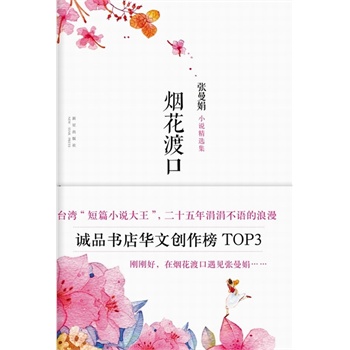 张曼娟
小说精选集
烟花渡口
台湾“短篇小说大王”，二十五年涓涓不语的浪漫
诚品书店华文创作榜 TOP3
刚刚好，在烟花渡口遇见张曼娟……